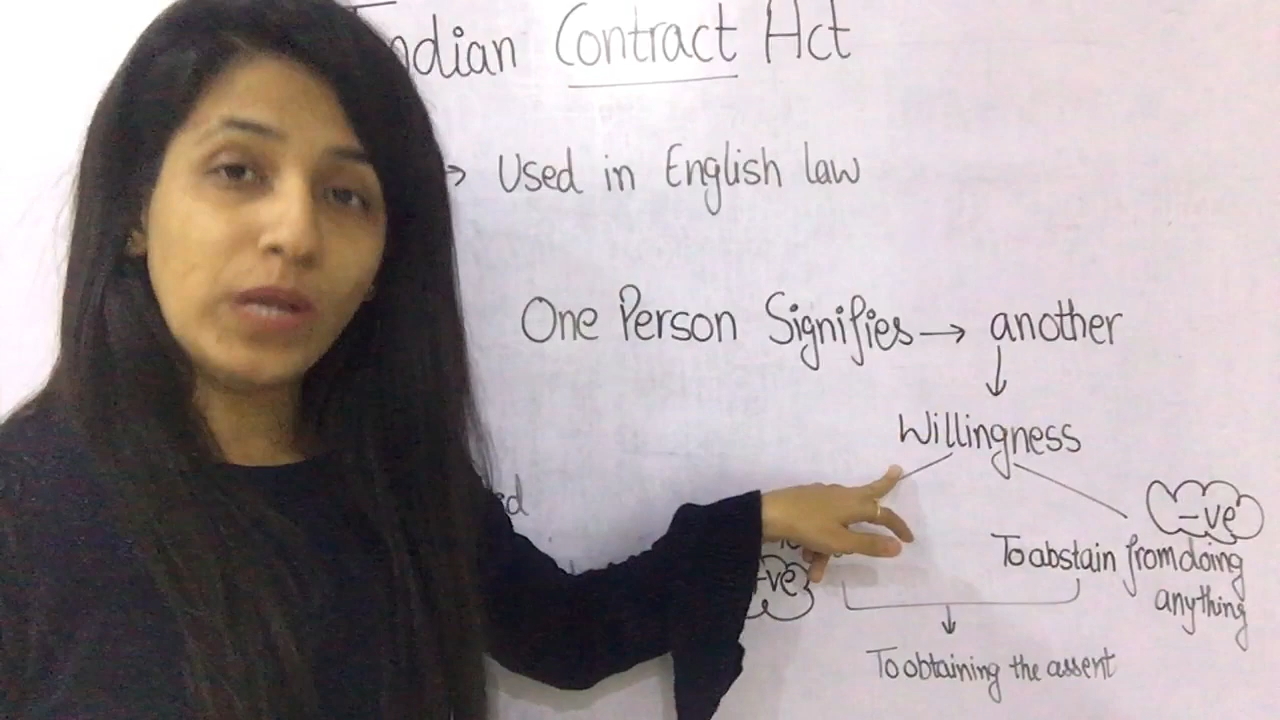 Indian Contract Act
→ Used in English law
One Person Signifies → another
Willingness
-ve
To abstain from doing
anything
+ve
To obtaining the assent